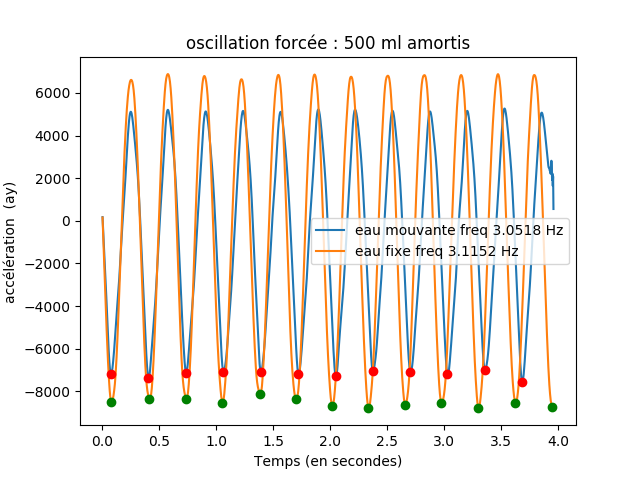 oscillation forcée : 500 ml amortis
accélération  (ay)
6000
4000
2000
0
−2000
−4000
−6000
−8000
eau mouvante freq 3.0518 Hz
eau fixe freq 3.1152 Hz
0.0 0.5 1.0 1.5 2.0 2.5 3.0 3.5 4.0
Temps (en secondes)